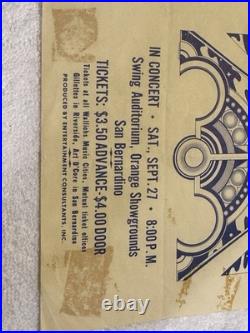 IN CONCERT • SAT., SEPT. 27 • 8:00 P.M.
Swing Auditorium, Orange Showgrounds
San Bernardino
TICKETS: $3.50 ADVANCE-$4.00 DOOR
Tickets at all Wallichs Music Cities, Mutual ticket offices
Gillettes in Riverside, Art D'Core in San Bernardino
PRODUCED BY ENTERTAINMENT CONSULTANTS, INC.